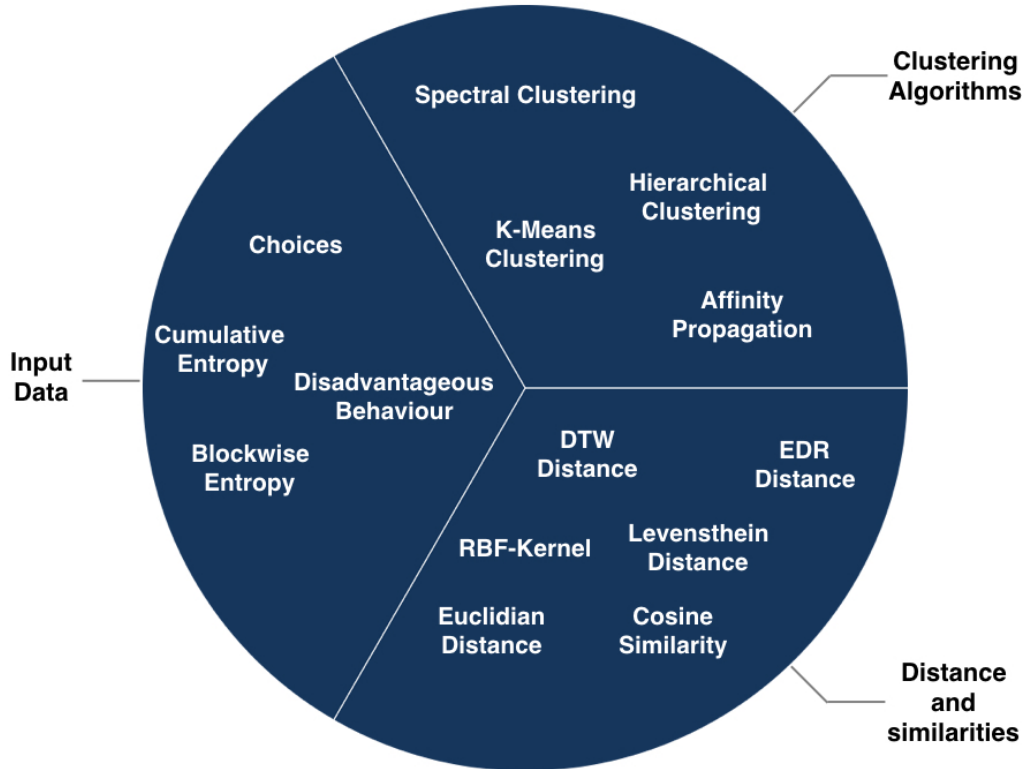 Clustering
Algorithms
Spectral Clustering
Hierarchical
Clustering
K-Means
Clustering
Affinity
Propagation
Input
Data
Choices
Cumulative
Entropy
Disadvantageous
Behaviour
Blockwise
Entropy
DTW
Distance
EDR
Distance
RBF-Kernel
Levensthein
Distance
Euclidian
Distance
Cosine
Similarity
Distance
and
similarities